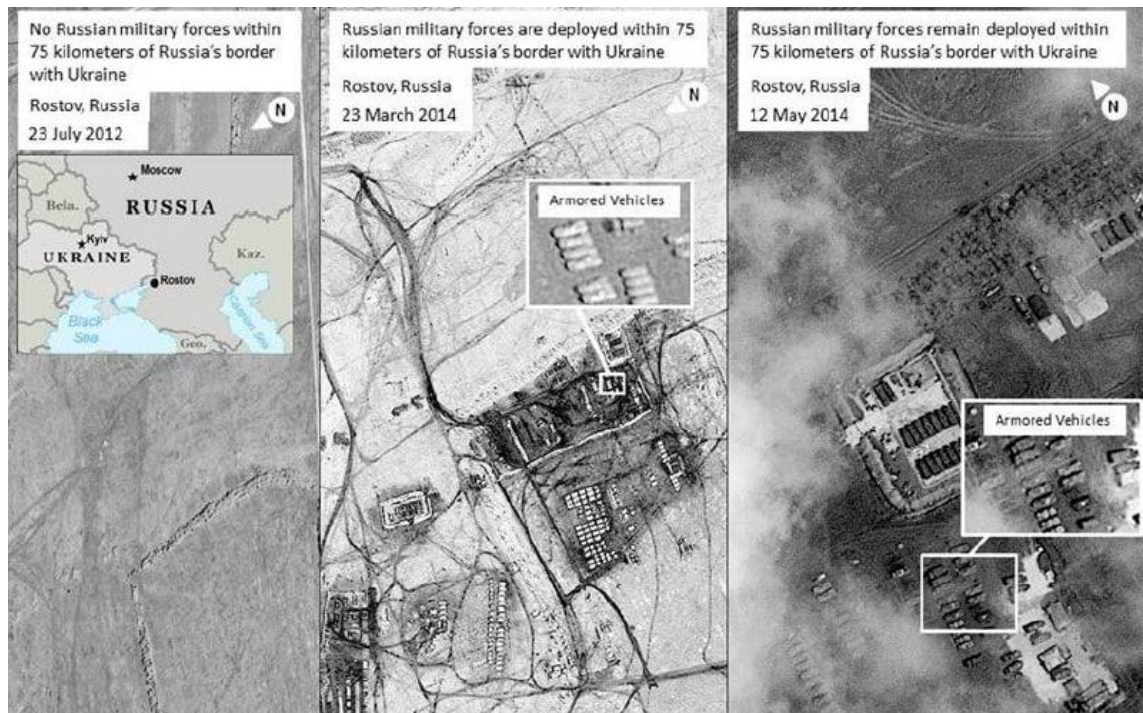 No Russian military forces within
75 kilometers of Russia's border
with Ukraine
Rostov, Russia
23 July 2012
N
Moscow
RUSSIA
Bela.
Kyiv
UKRAINE
Kaz.
Rostov
Black
Sea
Caspian Sea
Geo.
Russian military forces are deployed within 75
kilometers of Russia's border with Ukraine
Rostov, Russia
23 March 2014
N
Armored Vehicles
Russian military forces remain deployed within
75 kilometers of Russia's border with Ukraine
Rostov, Russia
12 May 2014
N
Armored Vehicles